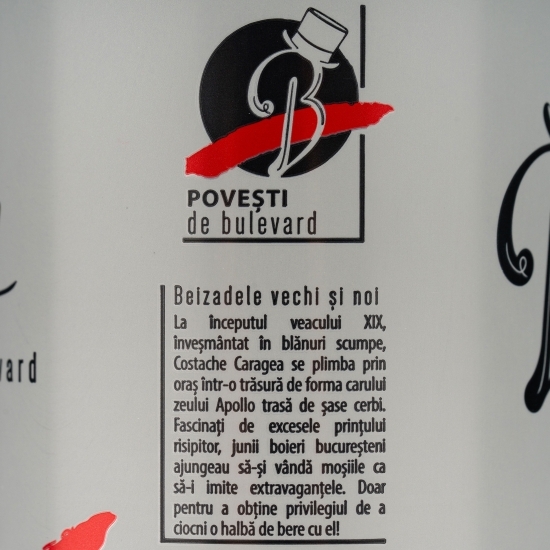 B
POVEȘTI
de bulevard
vard
Beizadele vechi și noi
La începutul veacului XIX,
înveșmântat în blănuri scumpe,
Costache Caragea se plimba prin
oraș într-o trăsură de forma carului
zeului Apollo trasă de șase cerbi.
Fascinați de excesele prințului
risipitor, junii boieri bucureșteni
ajungeau să-și vândă moșiile ca
să-i imite extravaganțele. Doar
pentru a obține privilegiul de a
ciocni o halbă de bere cu el!